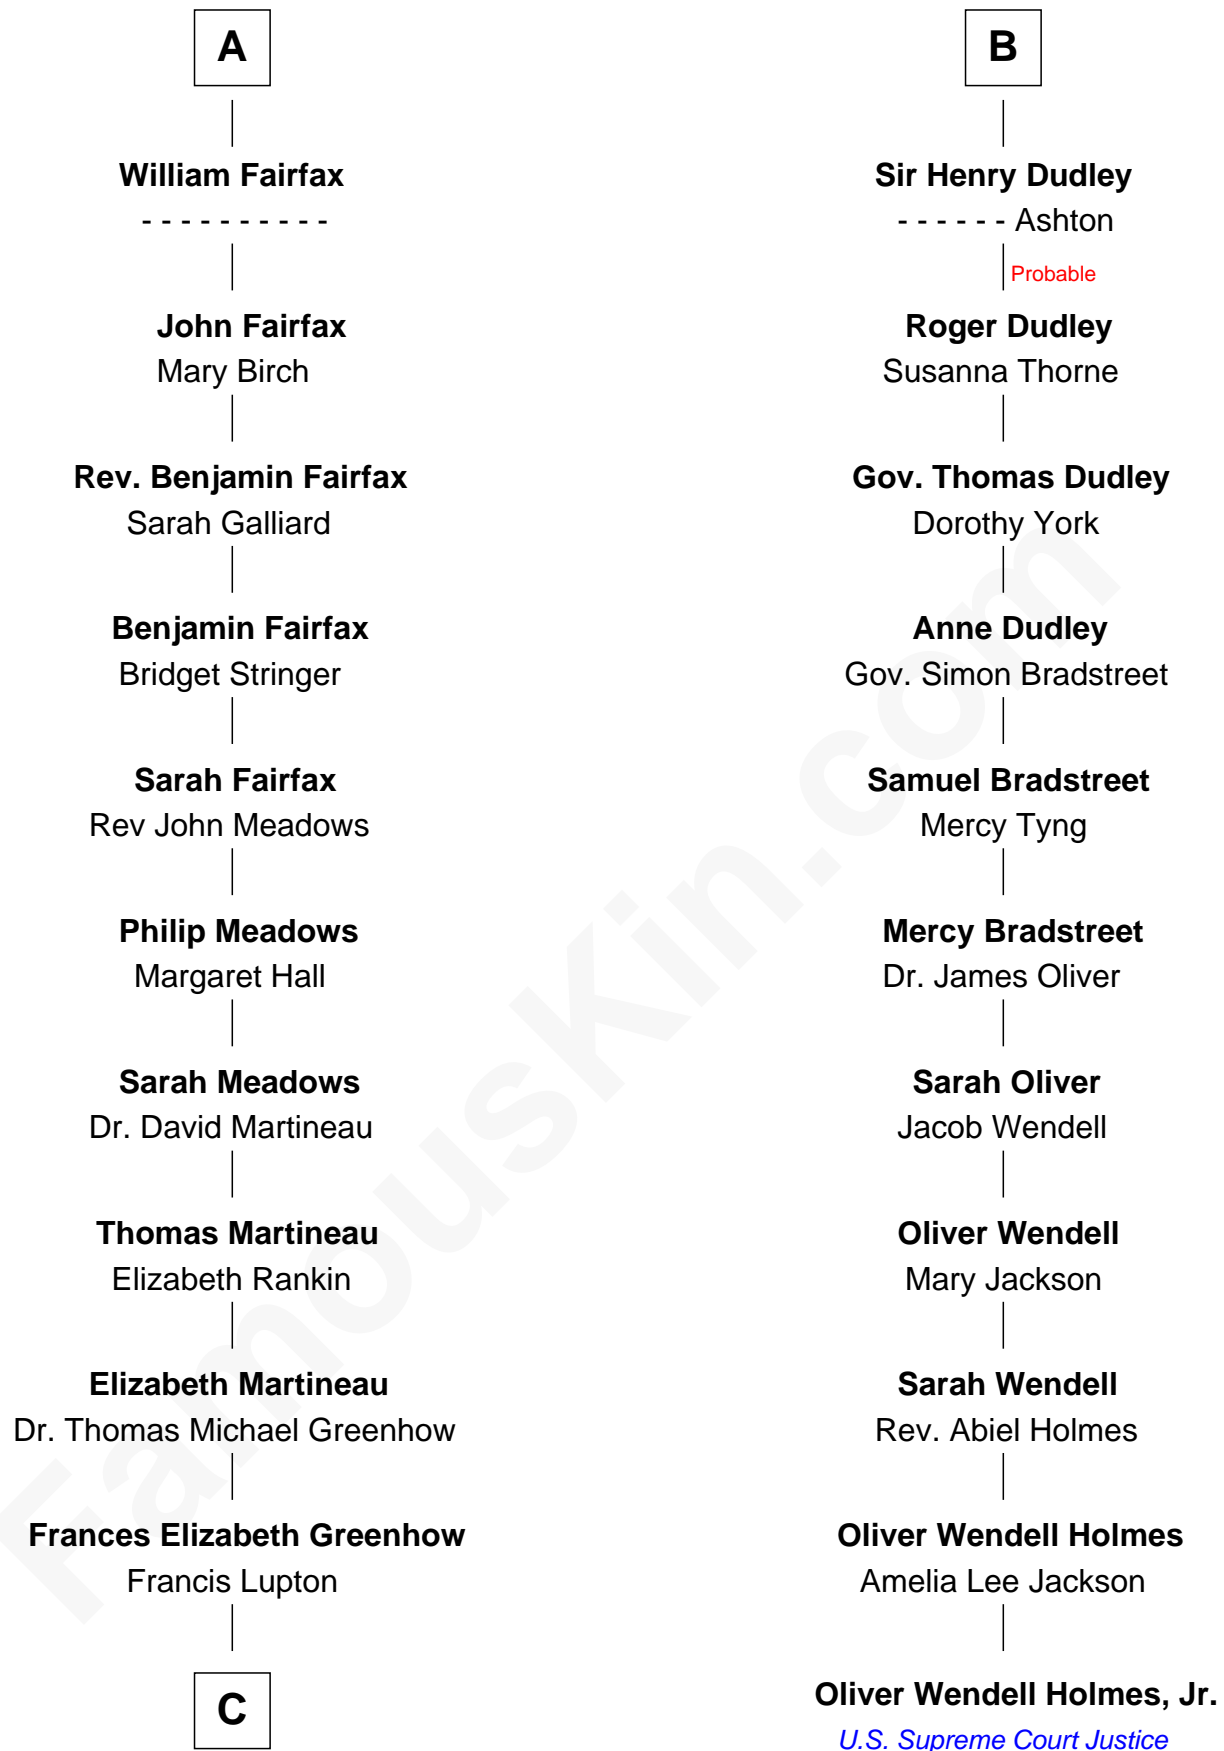 A
William Fairfax
- - - - - - - - - -
John Fairfax
Mary Birch
Rev. Benjamin Fairfax
Sarah Galliard
Benjamin Fairfax
Bridget Stringer
Sarah Fairfax
Rev John Meadows
Philip Meadows
Margaret Hall
Sarah Meadows
Dr. David Martineau
Thomas Martineau
Elizabeth Rankin
Elizabeth Martineau
Dr. Thomas Michael Greenhow
Frances Elizabeth Greenhow
Francis Lupton
C
B
Sir Henry Dudley
- - - - - - Ashton
Probable
Roger Dudley
Susanna Thorne
Gov. Thomas Dudley
Dorothy York
Anne Dudley
Gov. Simon Bradstreet
Samuel Bradstreet
Mercy Tyng
Mercy Bradstreet
Dr. James Oliver
Sarah Oliver
Jacob Wendell
Oliver Wendell
Mary Jackson
Sarah Wendell
Rev. Abiel Holmes
Oliver Wendell Holmes
Amelia Lee Jackson
Oliver Wendell Holmes, Jr.
U.S. Supreme Court Justice
FamousKin.com